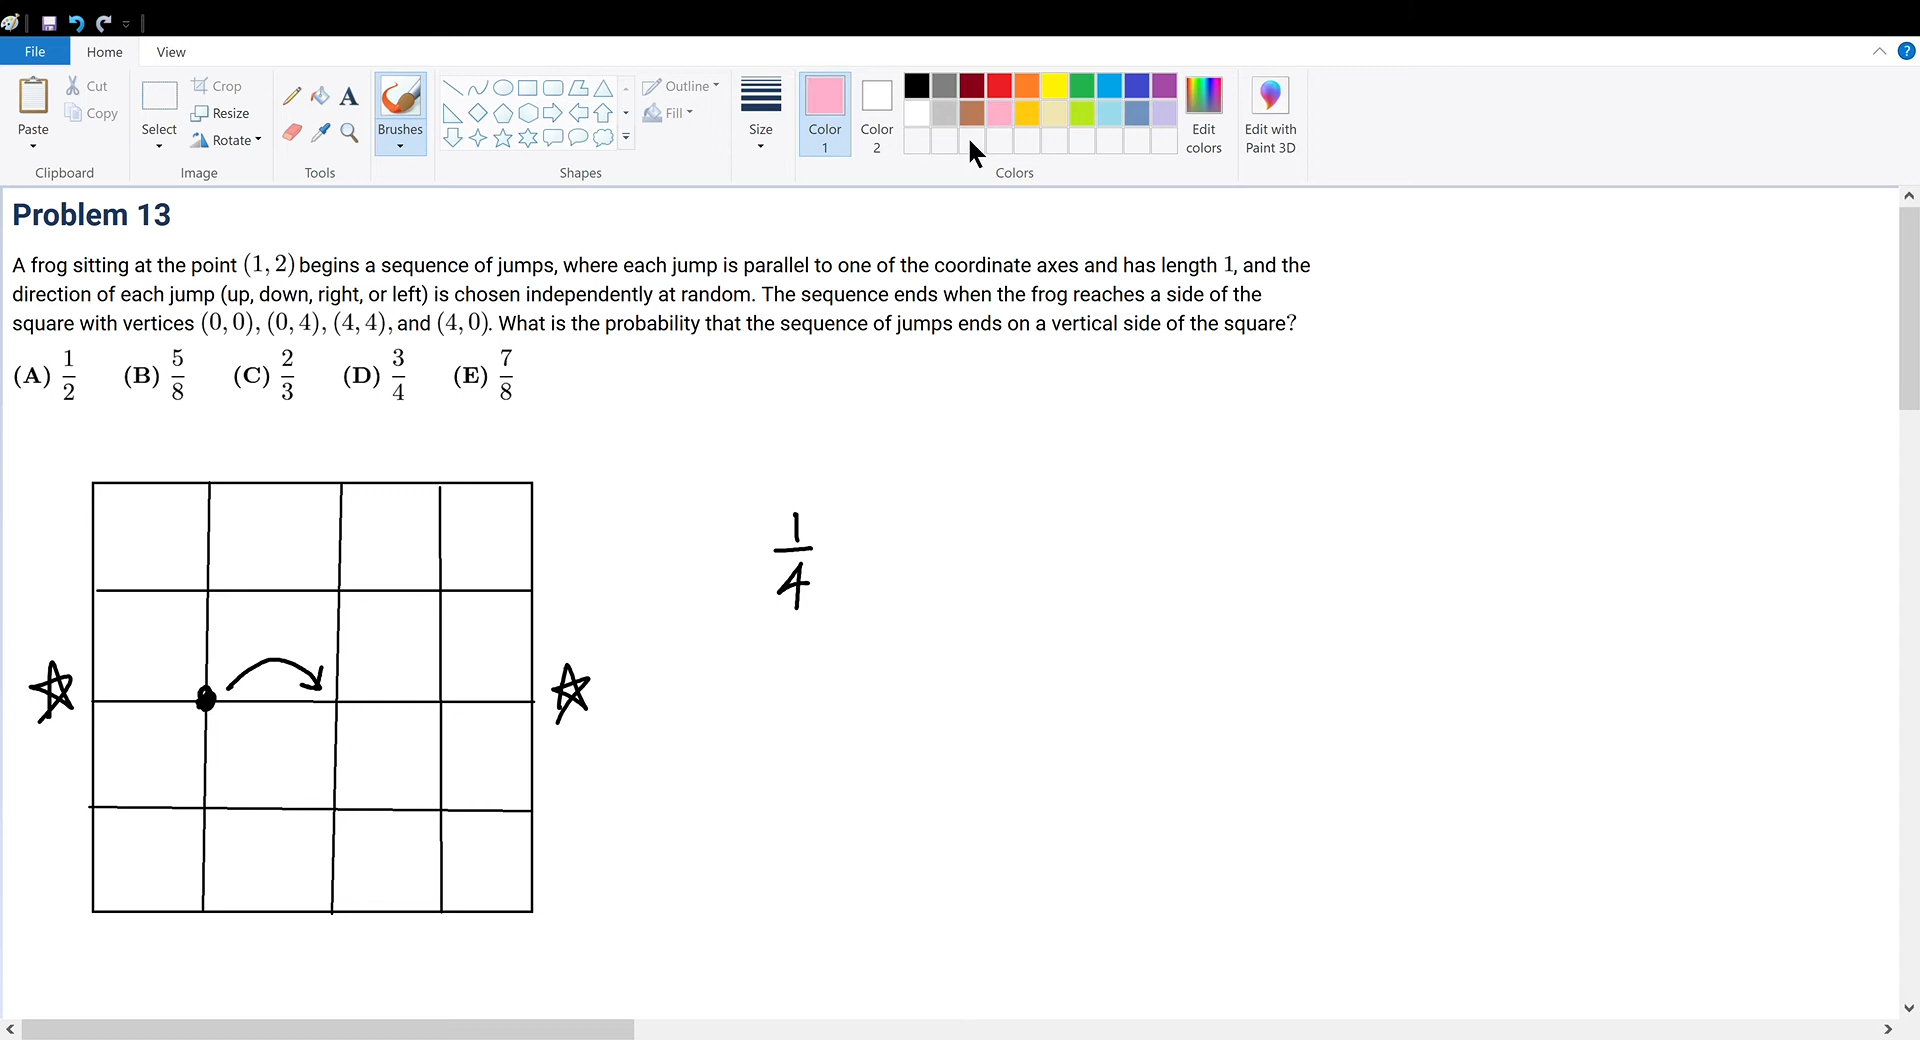 File Home View
Paste Cut Copy Clipboard
Select Crop Resize Rotate Image
A Tools
Brushes
Outline Fill Shapes
Size
Color 1 Color 2 Edit colors Colors
Edit with Paint 3D
?
Problem 13
A frog sitting at the point (1, 2) begins a sequence of jumps, where each jump is parallel to one of the coordinate axes and has length 1, and the
direction of each jump (up, down, right, or left) is chosen independently at random. The sequence ends when the frog reaches a side of the
square with vertices (0, 0), (0, 4), (4, 4), and (4, 0). What is the probability that the sequence of jumps ends on a vertical side of the square?
(A) 1/2 (B) 5/8 (C) 2/3 (D) 3/4 (E) 7/8
1
4